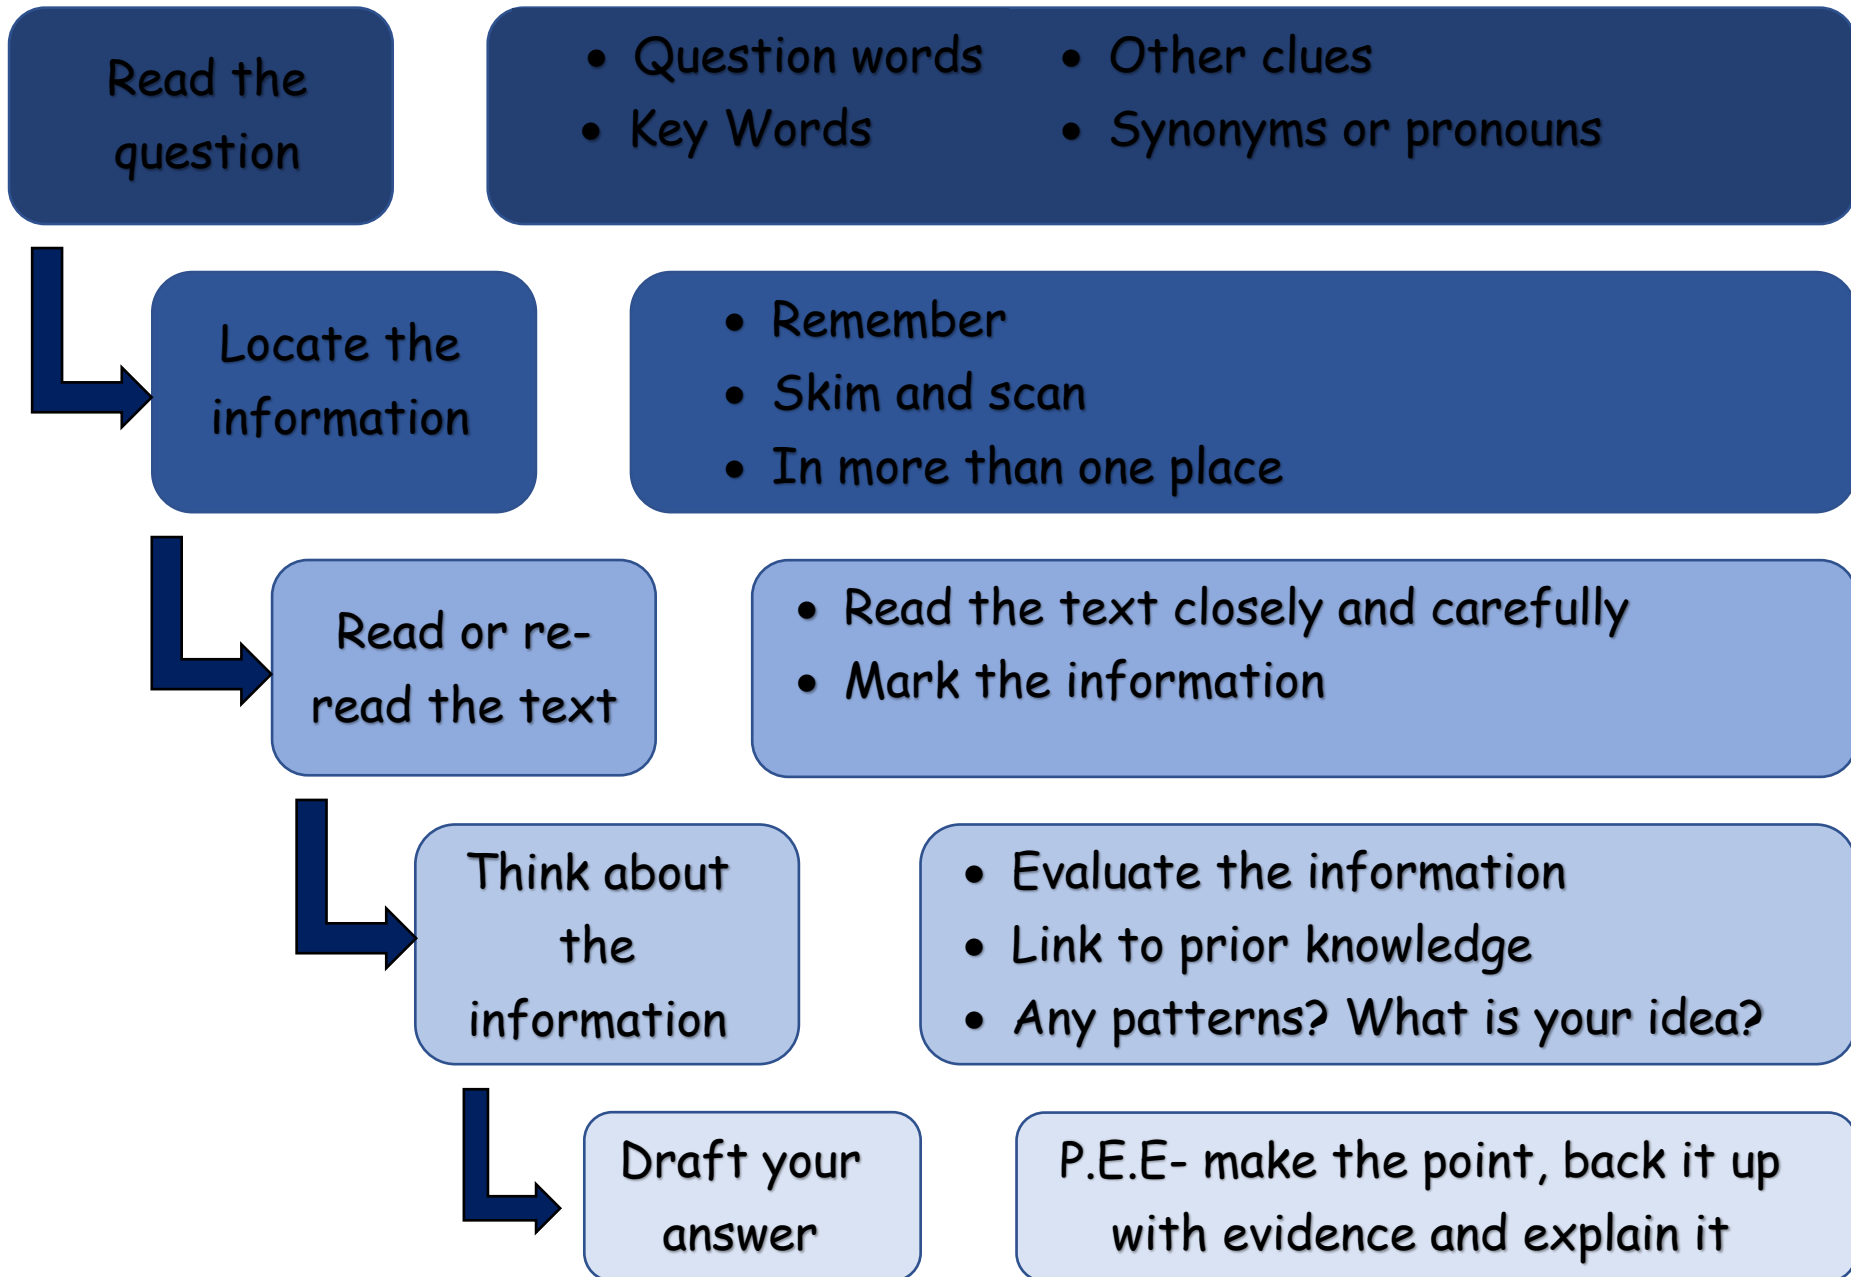 Read the
question
• Question words
• Key Words
• Other clues
• Synonyms or pronouns
Locate the
information
• Remember
• Skim and scan
• In more than one place
Read or re-
read the text
• Read the text closely and carefully
• Mark the information
Think about
the
information
• Evaluate the information
• Link to prior knowledge
• Any patterns? What is your idea?
Draft your
answer
P.E.E- make the point, back it up
with evidence and explain it